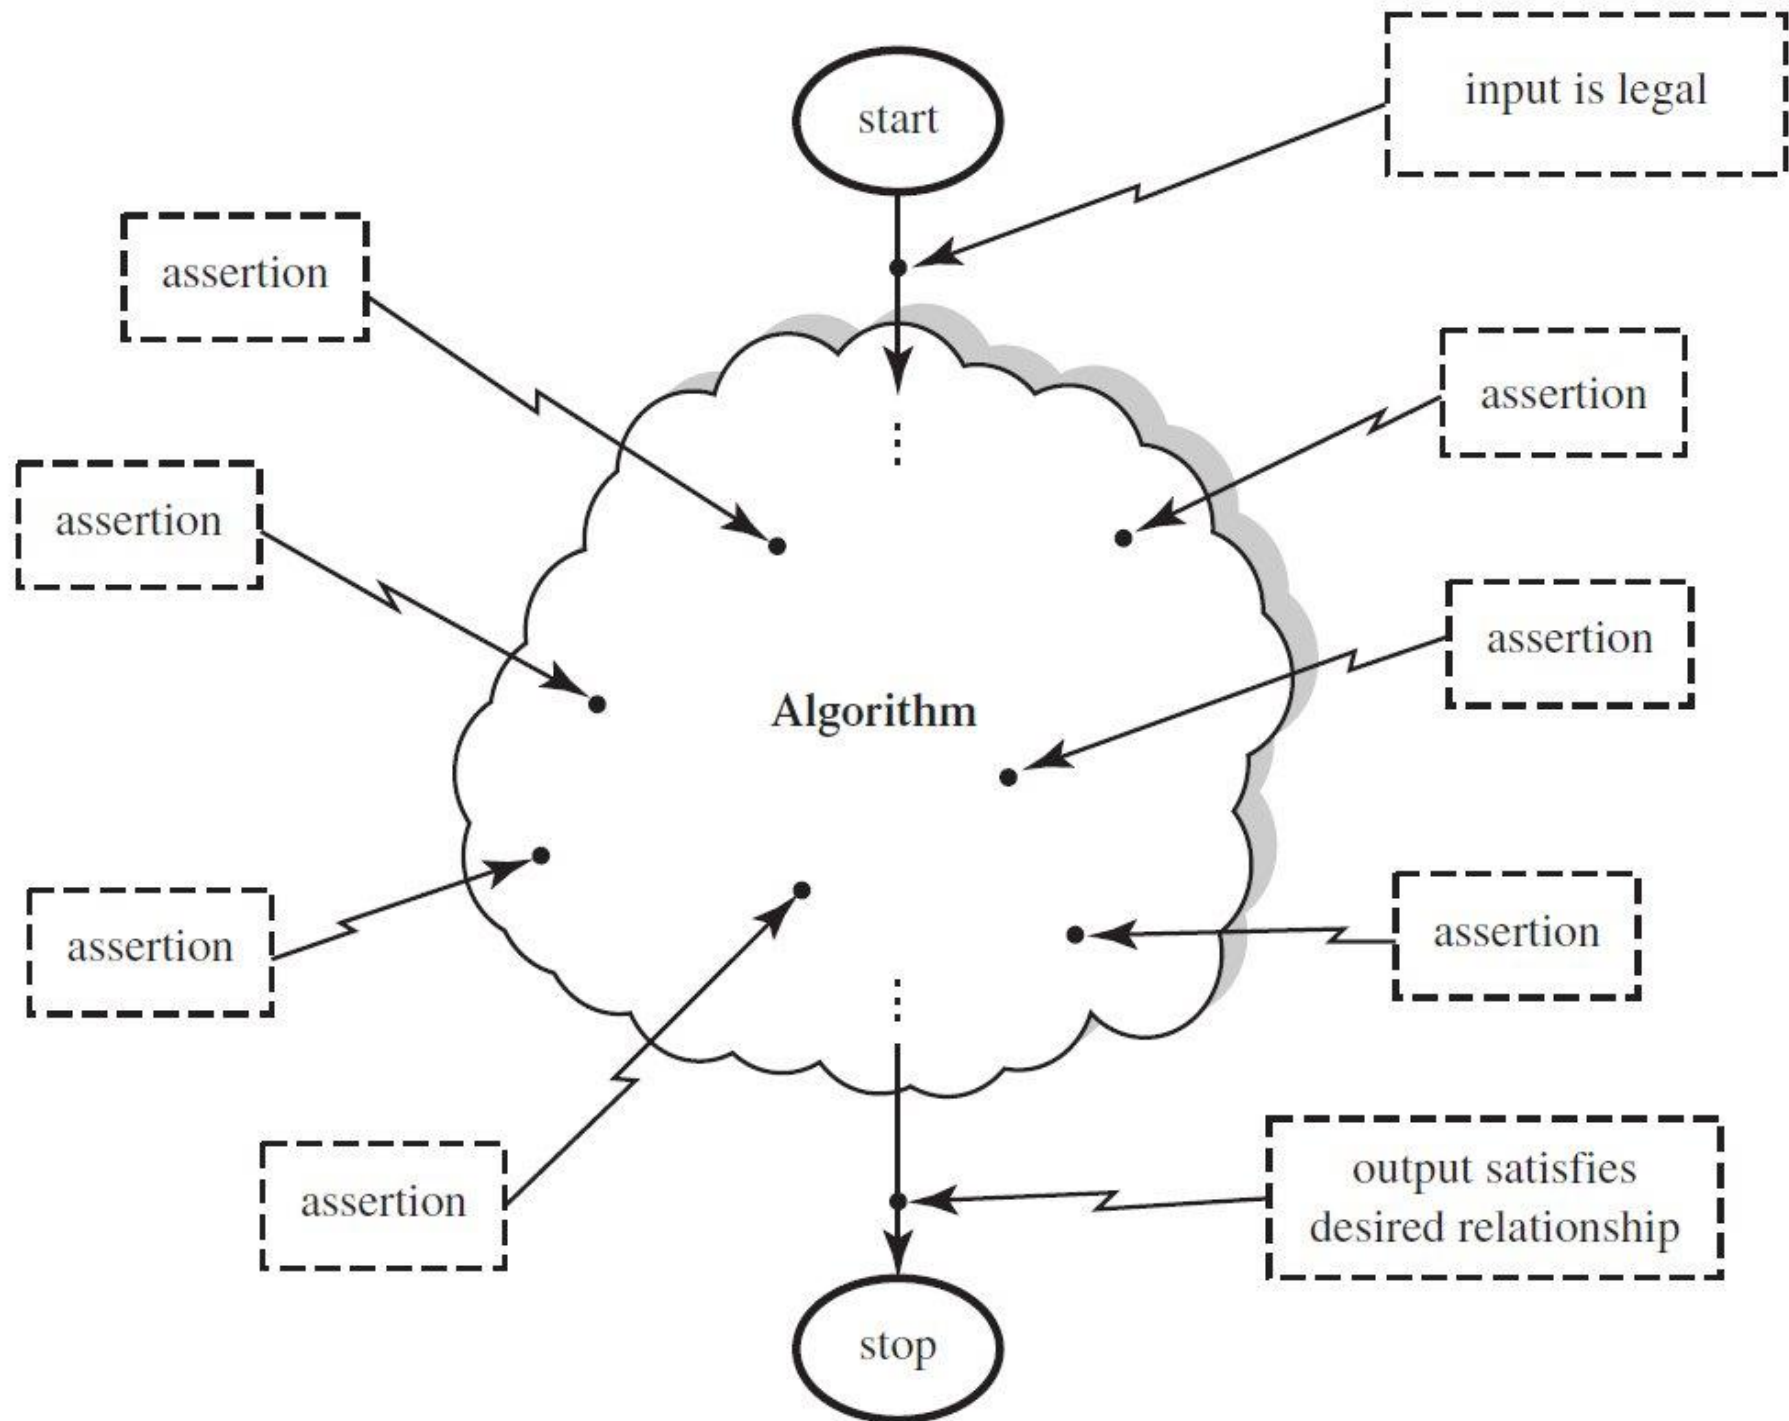 start
input is legal
assertion
assertion
assertion
assertion
Algorithm
assertion
assertion
assertion
output satisfies
desired relationship
stop